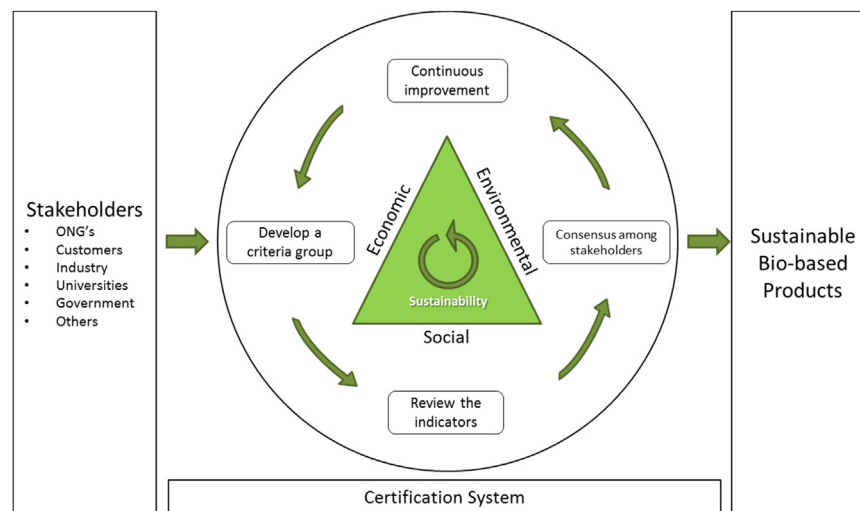 Stakeholders
• ONG's
• Customers
• Industry
• Universities
• Government
• Others
Continuous
improvement
Develop a
criteria group
Economic
Environmental
Sustainability
Social
Consensus among
stakeholders
Review the
indicators
Sustainable
Bio-based
Products
Certification System